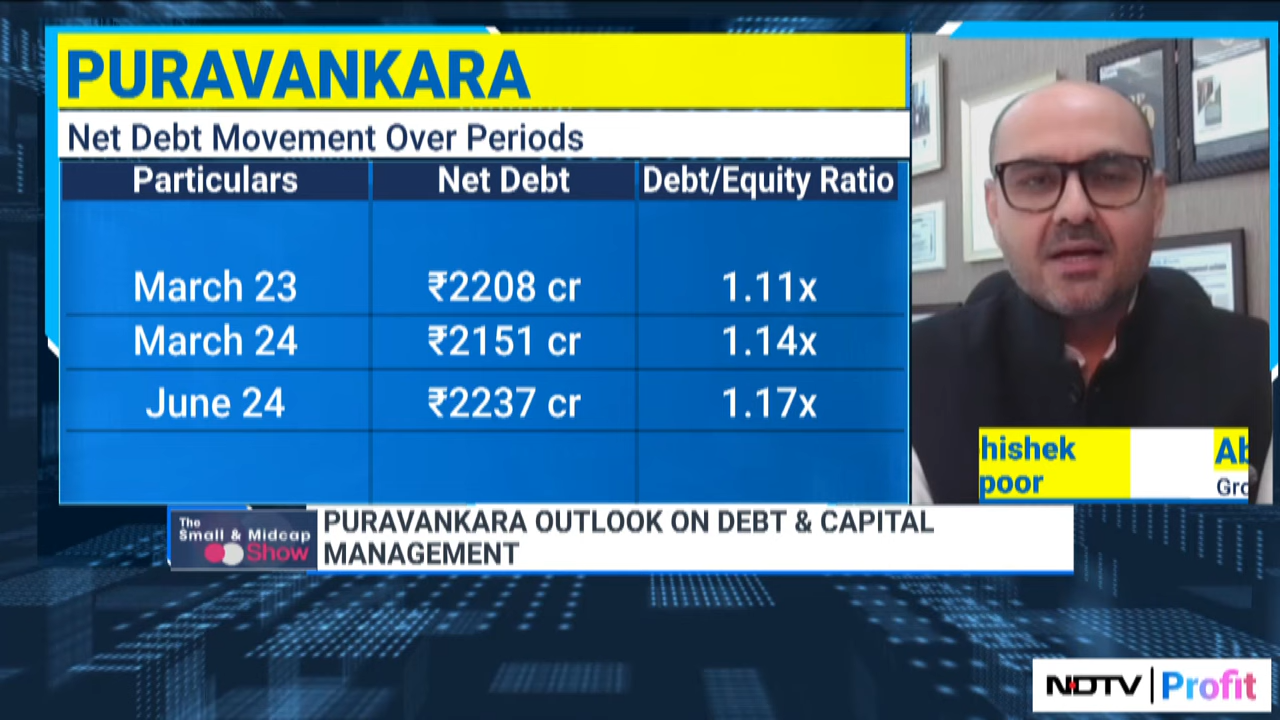 PURAVANKARA
Net Debt Movement Over Periods
Particulars Net Debt Debt/Equity Ratio
March 23 ₹2208 cr 1.11x
March 24 ₹2151 cr 1.14x
June 24 ₹2237 cr 1.17x
hishek
poor
Ab
Gro
The
Small & Midcap
Show
PURAVANKARA OUTLOOK ON DEBT & CAPITAL
MANAGEMENT
NDTV Profit